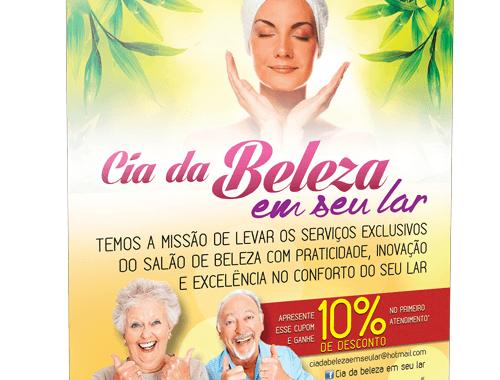 Cia da Beleza
em seu lar
TEMOS A MISSÃO DE LEVAR OS SERVIÇOS EXCLUSIVOS
DO SALÃO DE BELEZA COM PRATICIDADE, INOVAÇÃO
E EXCELÊNCIA NO CONFORTO DO SEU LAR
APRESENTE
ESSE CUPOM
E GANHE
10%
DE DESCONTO
NO PRIMEIRO
ATENDIMENTO*
ciadabelezaemseular@hotmail.com
f Cia da beleza em seu lar